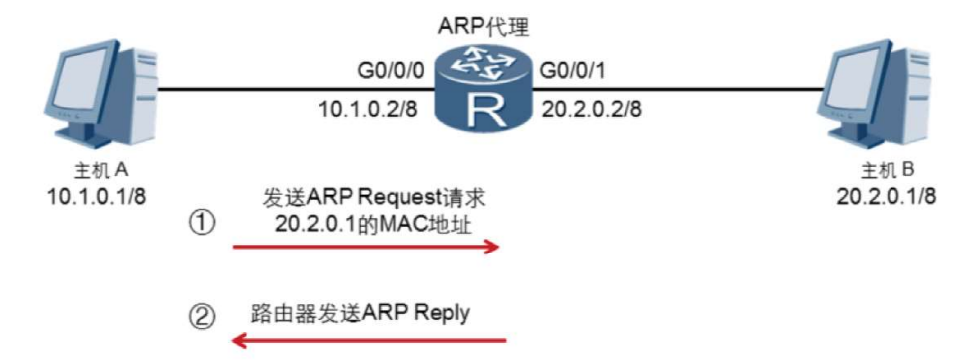 ARP代理
G0/0/0
G0/0/1
10.1.0.2/8
R
20.2.0.2/8
主机 A
10.1.0.1/8
主机 B
20.2.0.1/8
①
发送ARP Request请求
20.2.0.1的MAC地址
②
路由器发送ARP Reply